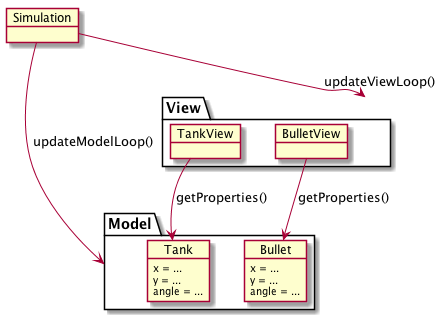 Simulation
updateViewLoop()
View
TankView
BulletView
updateModelLoop()
getProperties()
getProperties()
Model
Tank
x = ...
y = ...
angle = ...
Bullet
x = ...
y = ...
angle = ...